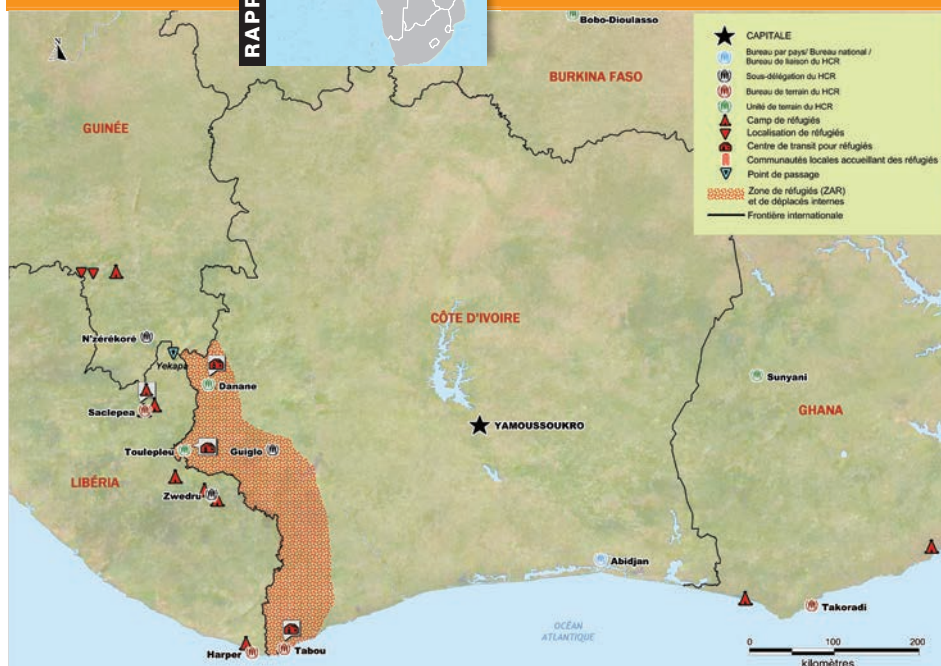 RAPP
Bobo-Dioulasso
BURKINA FASO
GUINÉE
CAPITALE
Bureau par pays/ Bureau national /
Bureau de liaison du HCR
Sous-délégation du HCR
Bureau de terrain du HCR
Unité de terrain du HCR
Camp de réfugiés
Localisation de réfugiés
Centre de transit pour réfugiés
Communautés locales accueillant des réfugiés
Point de passage
Zone de réfugiés (ZAR)
et de déplacés internes
Frontière internationale
CÔTE D'IVOIRE
N'zérékoré
Yekapa
Danane
Sunyani
Saclepea
GHANA
YAMOUSSOUKRO
Toulepleu
Guiglo
LIBÉRIA
Zwedru
Abidjan
Takoradi
OCÉAN
ATLANTIQUE
Harper
Tabou
0 100 200
kilomètres